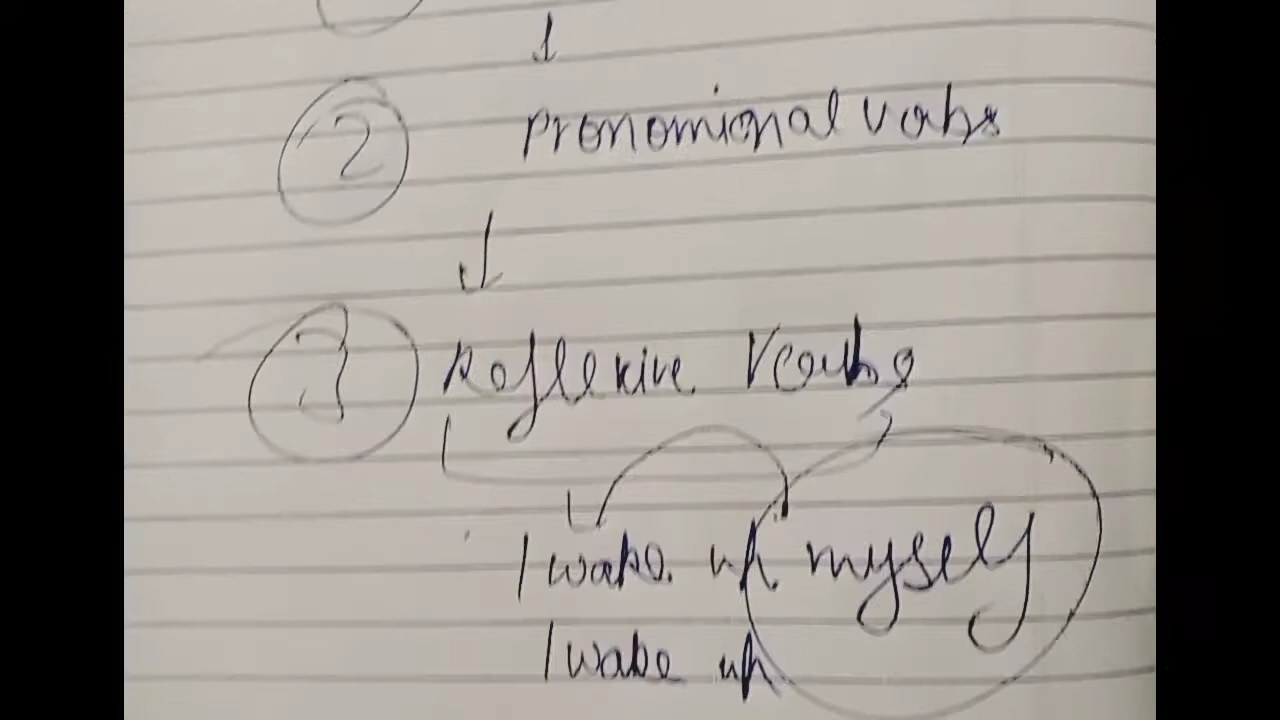 2 Pronominal verbs
3 Reflexive Verbs
I wake up myself
I wake up